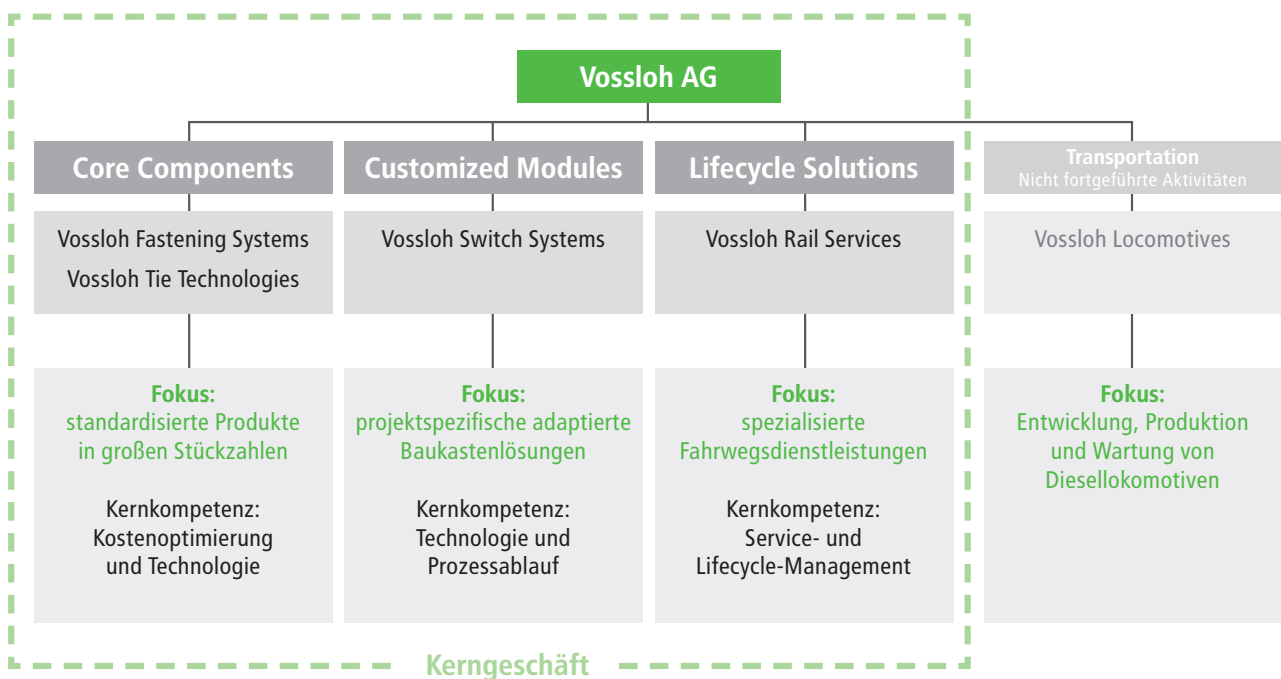 Vossloh AG
Core Components
Vossloh Fastening Systems
Vossloh Tie Technologies
Fokus:
standardisierte Produkte
in großen Stückzahlen
Kernkompetenz:
Kostenoptimierung
und Technologie
Customized Modules
Vossloh Switch Systems
Fokus:
projektspezifische adaptierte
Baukastenlösungen
Kernkompetenz:
Technologie und
Prozessablauf
Lifecycle Solutions
Vossloh Rail Services
Fokus:
spezialisierte
Fahrwegsdienstleistungen
Kernkompetenz:
Service- und
Lifecycle-Management
Transportation
Nicht fortgeführte Aktivitäten
Vossloh Locomotives
Fokus:
Entwicklung, Produktion
und Wartung von
Diesellokomotiven
Kerngeschäft